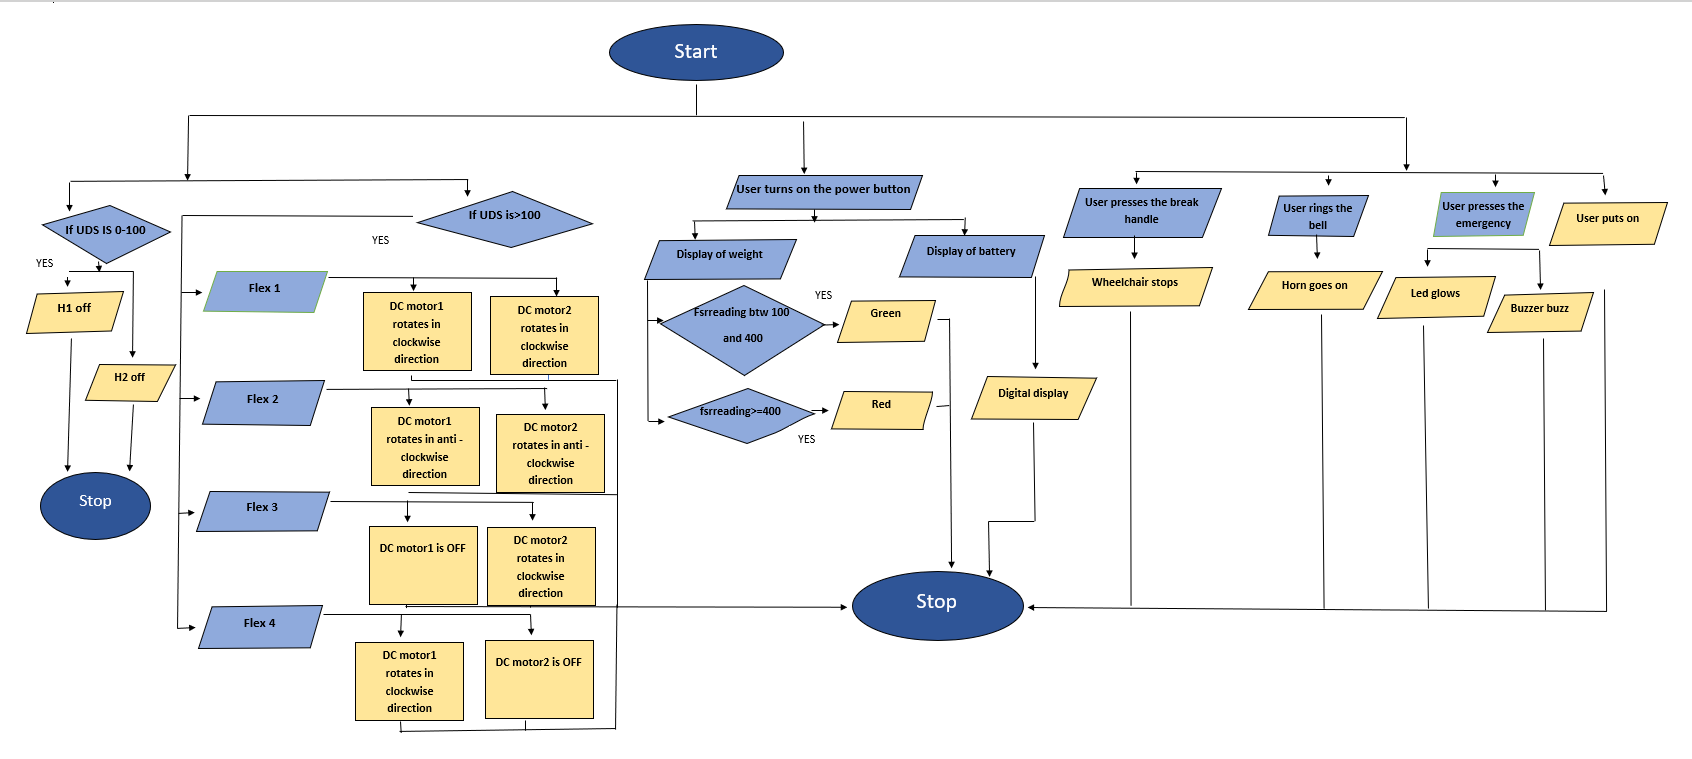 Start
If UDS IS 0-100
YES
H1 off
H2 off
Stop
If UDS is>100
YES
Flex 1
DC motor1
rotates in
clockwise
direction
DC motor2
rotates in
clockwise
direction
Flex 2
DC motor1
rotates in anti -
clockwise
direction
DC motor2
rotates in anti -
clockwise
direction
Flex 3
DC motor1 is OFF
DC motor2
rotates in
clockwise
direction
Flex 4
DC motor1
rotates in
clockwise
direction
DC motor2 is OFF
User turns on the power button
Display of weight
Display of battery
Fsrreading btw 100
and 400
YES
Green
fsrreading>=400
YES
Red
Digital display
Stop
User presses the break
handle
Wheelchair stops
User rings the
bell
Horn goes on
User presses the
emergency
Led glows
Buzzer buzz
User puts on